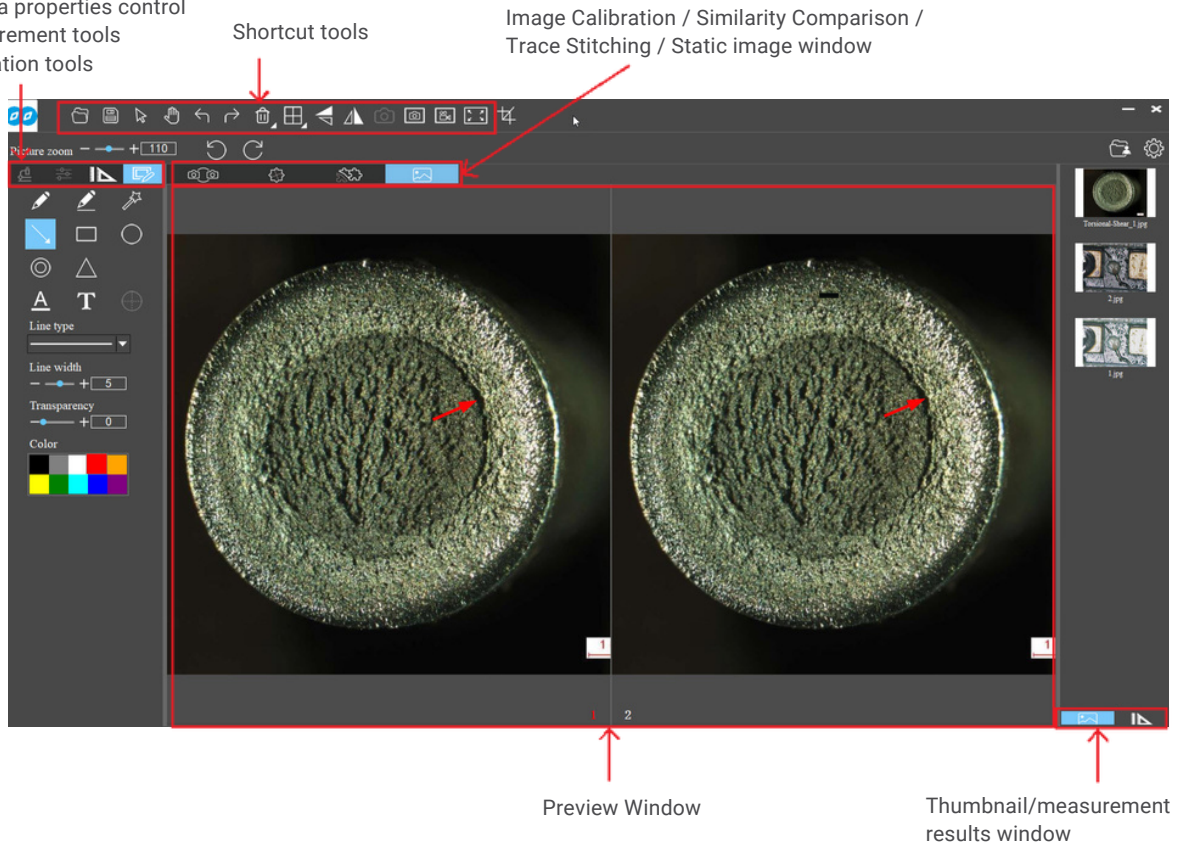 a properties control
rement tools
ation tools
Shortcut tools
Image Calibration / Similarity Comparison /
Trace Stitching / Static image window
Picture zoom
110
Torsional-Shear_1.jpg
2.jpg
1.jpg
A
T
Line type
Line width
5
Transparency
0
Color
1
1
1
2
Preview Window
Thumbnail/measurement
results window